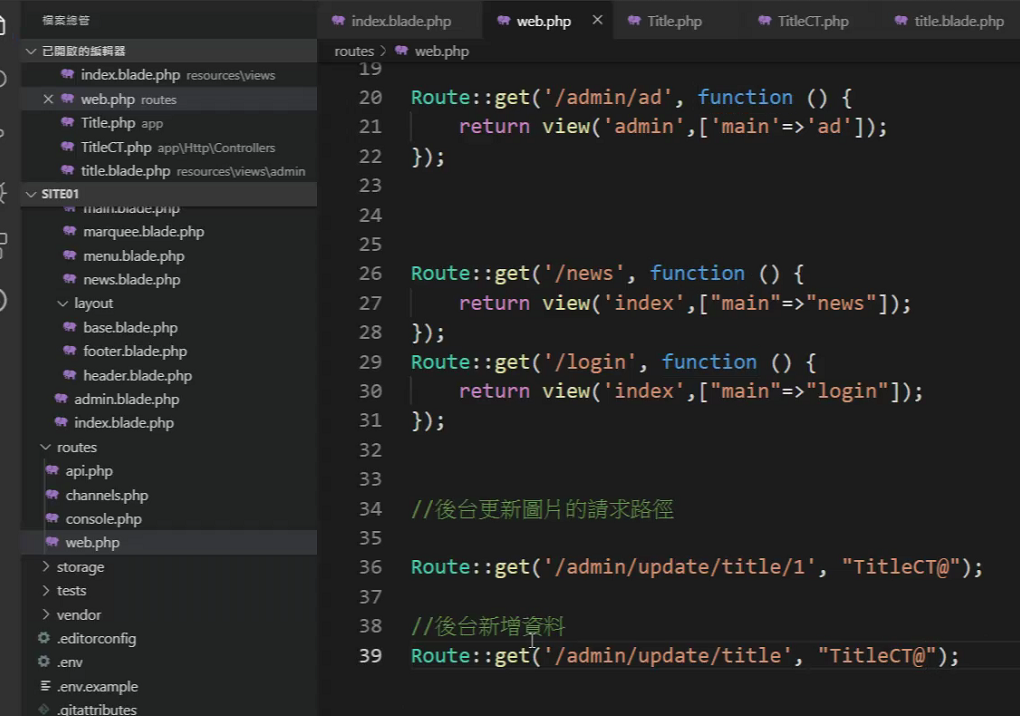 檔案總管
已開啟的編輯器
index.blade.php resources\views
web.php routes
Title.php app
TitleCT.php app\Http\Controllers
title.blade.php resources\views\admin
SITE01
main.blade.php
marquee.blade.php
menu.blade.php
news.blade.php
layout
base.blade.php
footer.blade.php
header.blade.php
admin.blade.php
index.blade.php
routes
api.php
channels.php
console.php
web.php
storage
tests
vendor
.editorconfig
.env
.env.example
.gitattributes
index.blade.php web.php Title.php TitleCT.php title.blade.php
routes > web.php
19
20 Route::get('/admin/ad', function () {
21 return view('admin',['main'=>'ad']);
22 });
23
24
25
26 Route::get('/news', function () {
27 return view('index',["main"=>"news"]);
28 });
29 Route::get('/login', function () {
30 return view('index',["main"=>"login"]);
31 });
32
33
34 //後台更新圖片的請求路徑
35
36 Route::get('/admin/update/title/1', "TitleCT@");
37
38 //後台新增資料
39 Route::get('/admin/update/title', "TitleCT@");